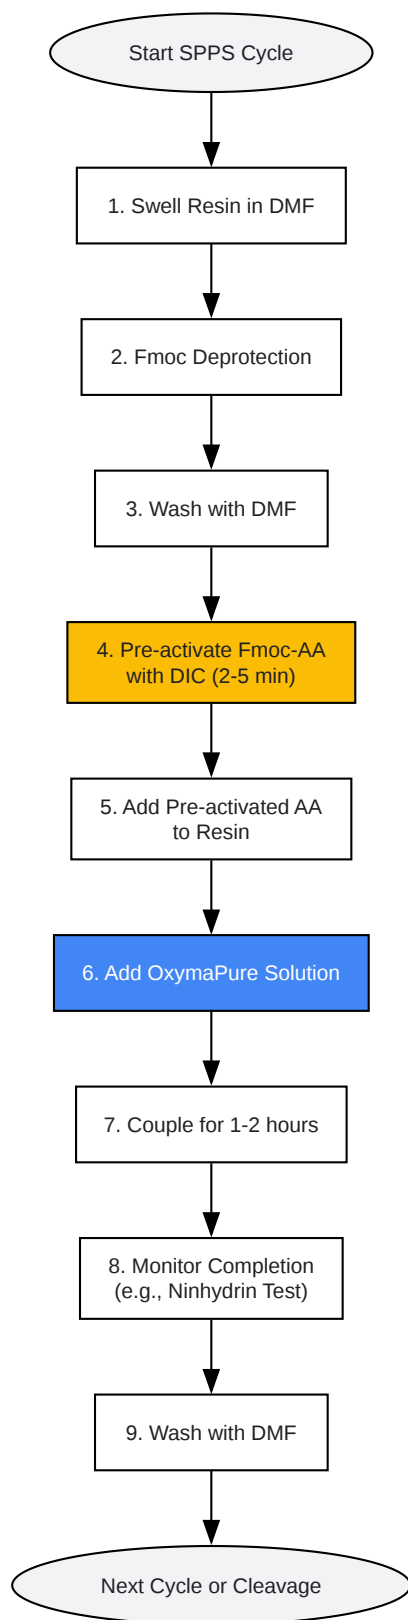 Start SPPS Cycle
1. Swell Resin in DMF
2. Fmoc Deprotection
3. Wash with DMF
4. Pre-activate Fmoc-AA
with DIC (2-5 min)
5. Add Pre-activated AA
to Resin
6. Add OxymaPure Solution
7. Couple for 1-2 hours
8. Monitor Completion
(e.g., Ninhydrin Test)
9. Wash with DMF
Next Cycle or Cleavage